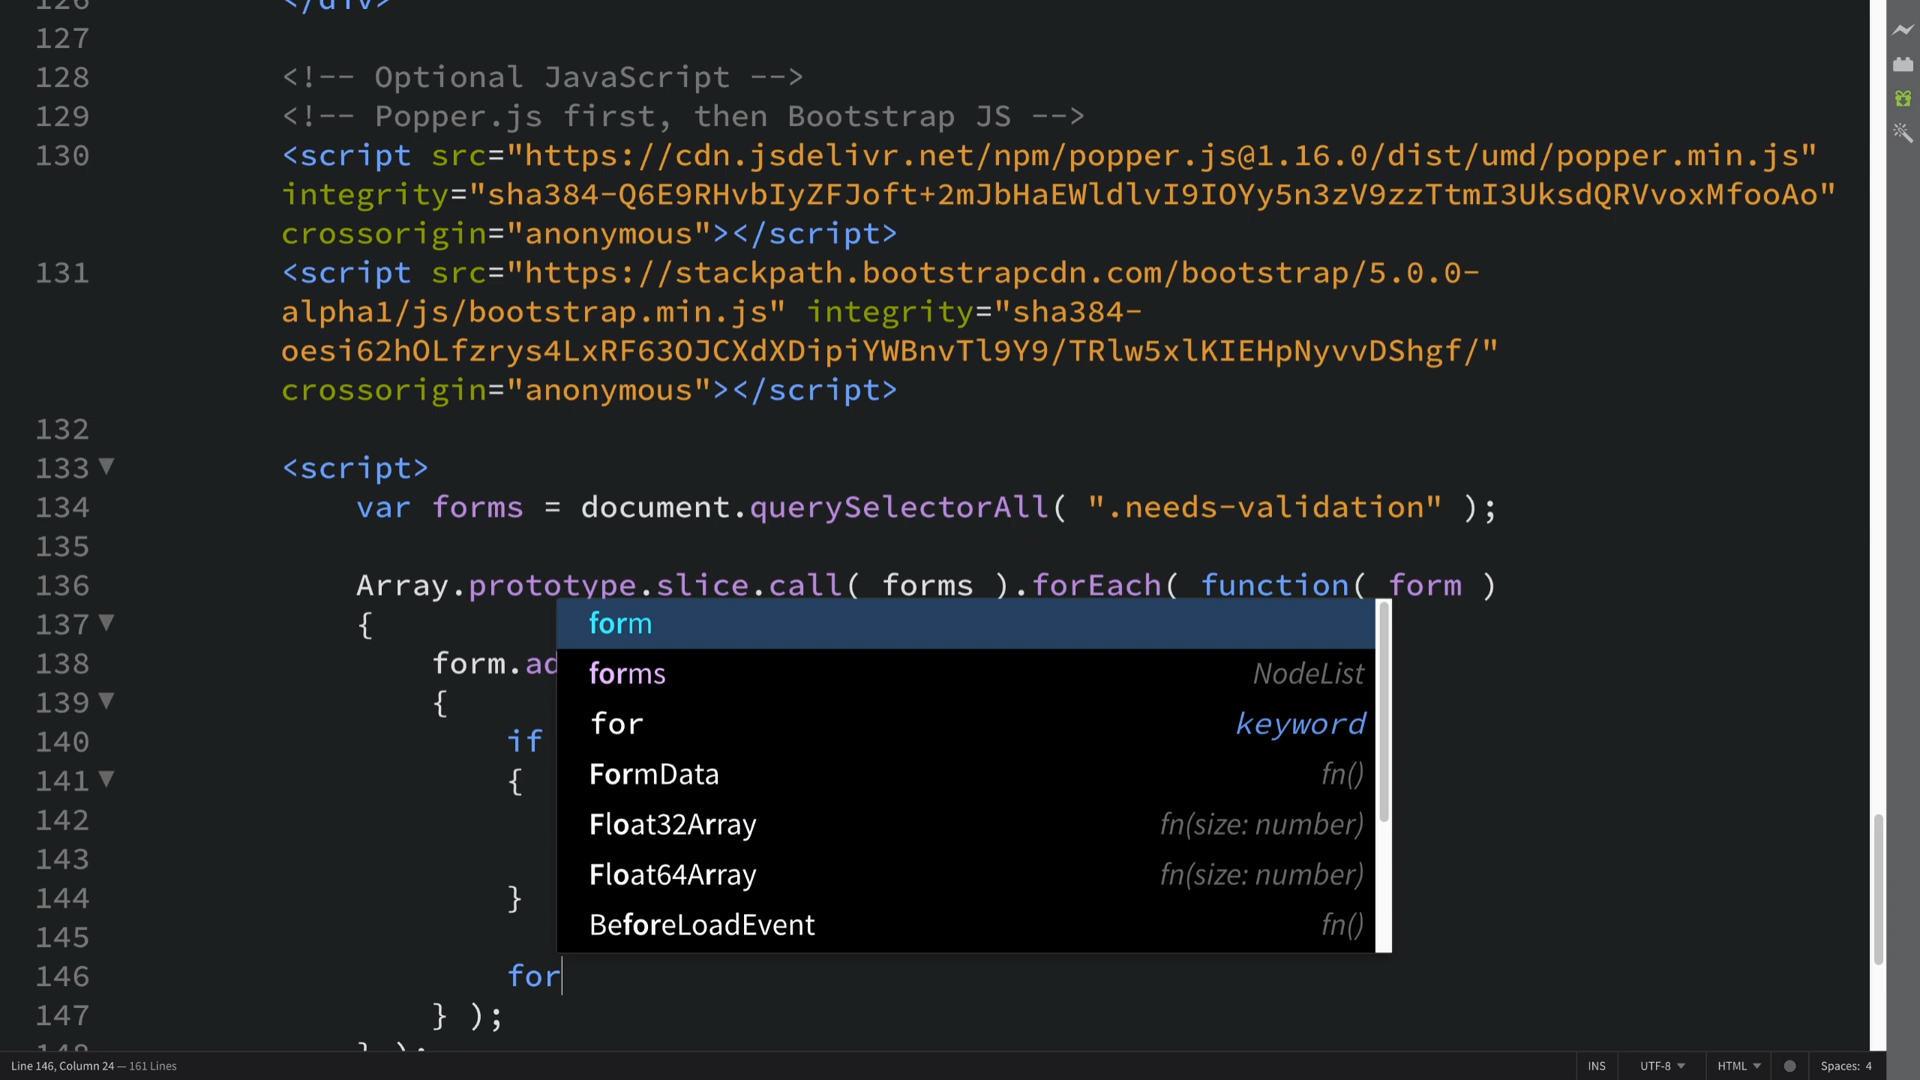 126 </div>
127
128 <!-- Optional JavaScript -->
129 <!-- Popper.js first, then Bootstrap JS -->
130 <script src="https://cdn.jsdelivr.net/npm/popper.js@1.16.0/dist/umd/popper.min.js"
integrity="sha384-Q6E9RHvbIyZFJoft+2mJbHaEWldlvI9IOYy5n3zV9zzTtmI3UksdQRVvoxMfooAo"
crossorigin="anonymous"></script>
131 <script src="https://stackpath.bootstrapcdn.com/bootstrap/5.0.0-
alpha1/js/bootstrap.min.js" integrity="sha384-
oesi62hOLfzrys4LxRF63OJCXdXDipiYWBnvTl9Y9/TRlw5xlKIEHpNyvvDShgf/"
crossorigin="anonymous"></script>
132
133 <script>
134 var forms = document.querySelectorAll( ".needs-validation" );
135
136 Array.prototype.slice.call( forms ).forEach( function( form )
137 {
138 form.ad
139 {
140 if
141 {
142
143
144 }
145
146 for
147 } );
148 } );
form
forms NodeList
for keyword
FormData fn()
Float32Array fn(size: number)
Float64Array fn(size: number)
BeforeLoadEvent fn()
Line 146, Column 24 — 161 Lines
INS UTF-8 HTML Spaces: 4